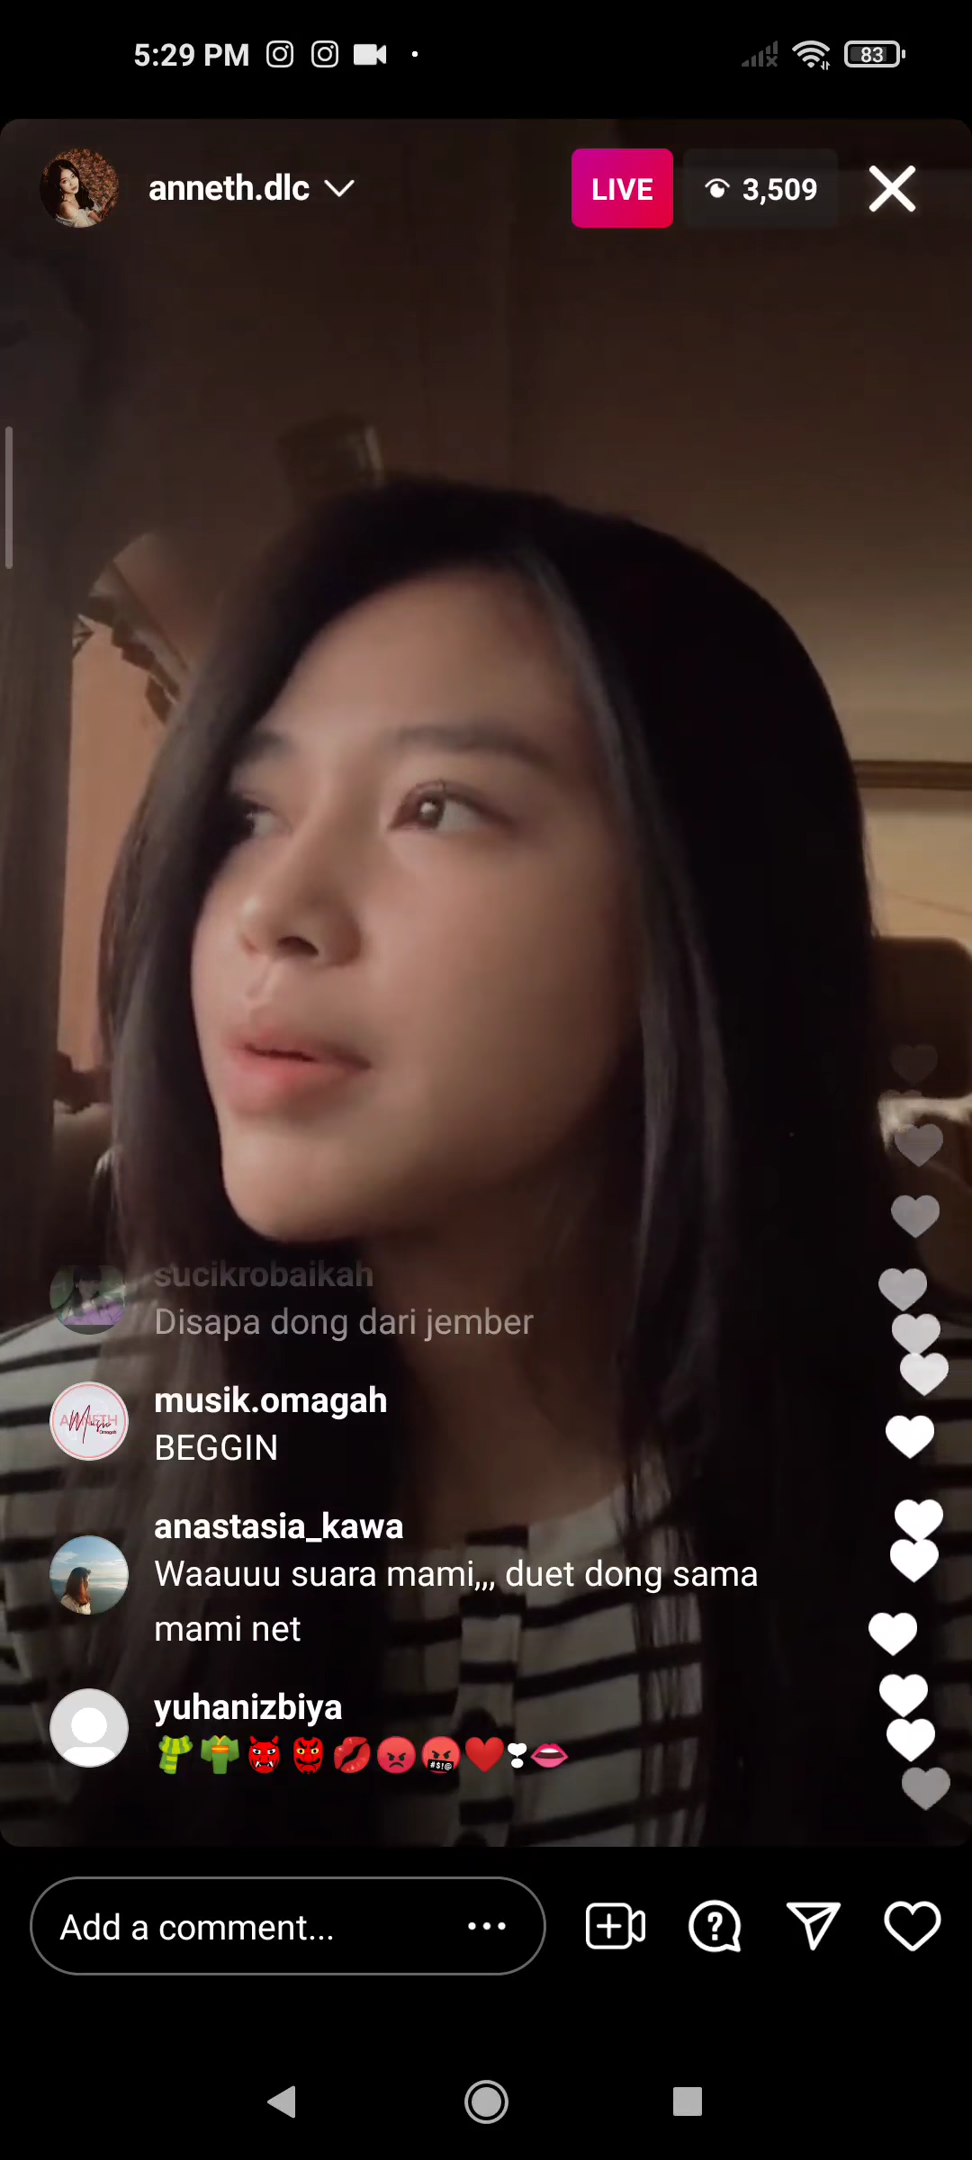 5:29 PM
83
anneth.dlc
LIVE
3,509
sucikrobaikah
Disapa dong dari jember
musik.omagah
BEGGIN
anastasia_kawa
Waauuu suara mami,,, duet dong sama
mami net
yuhanizbiya
Add a comment...